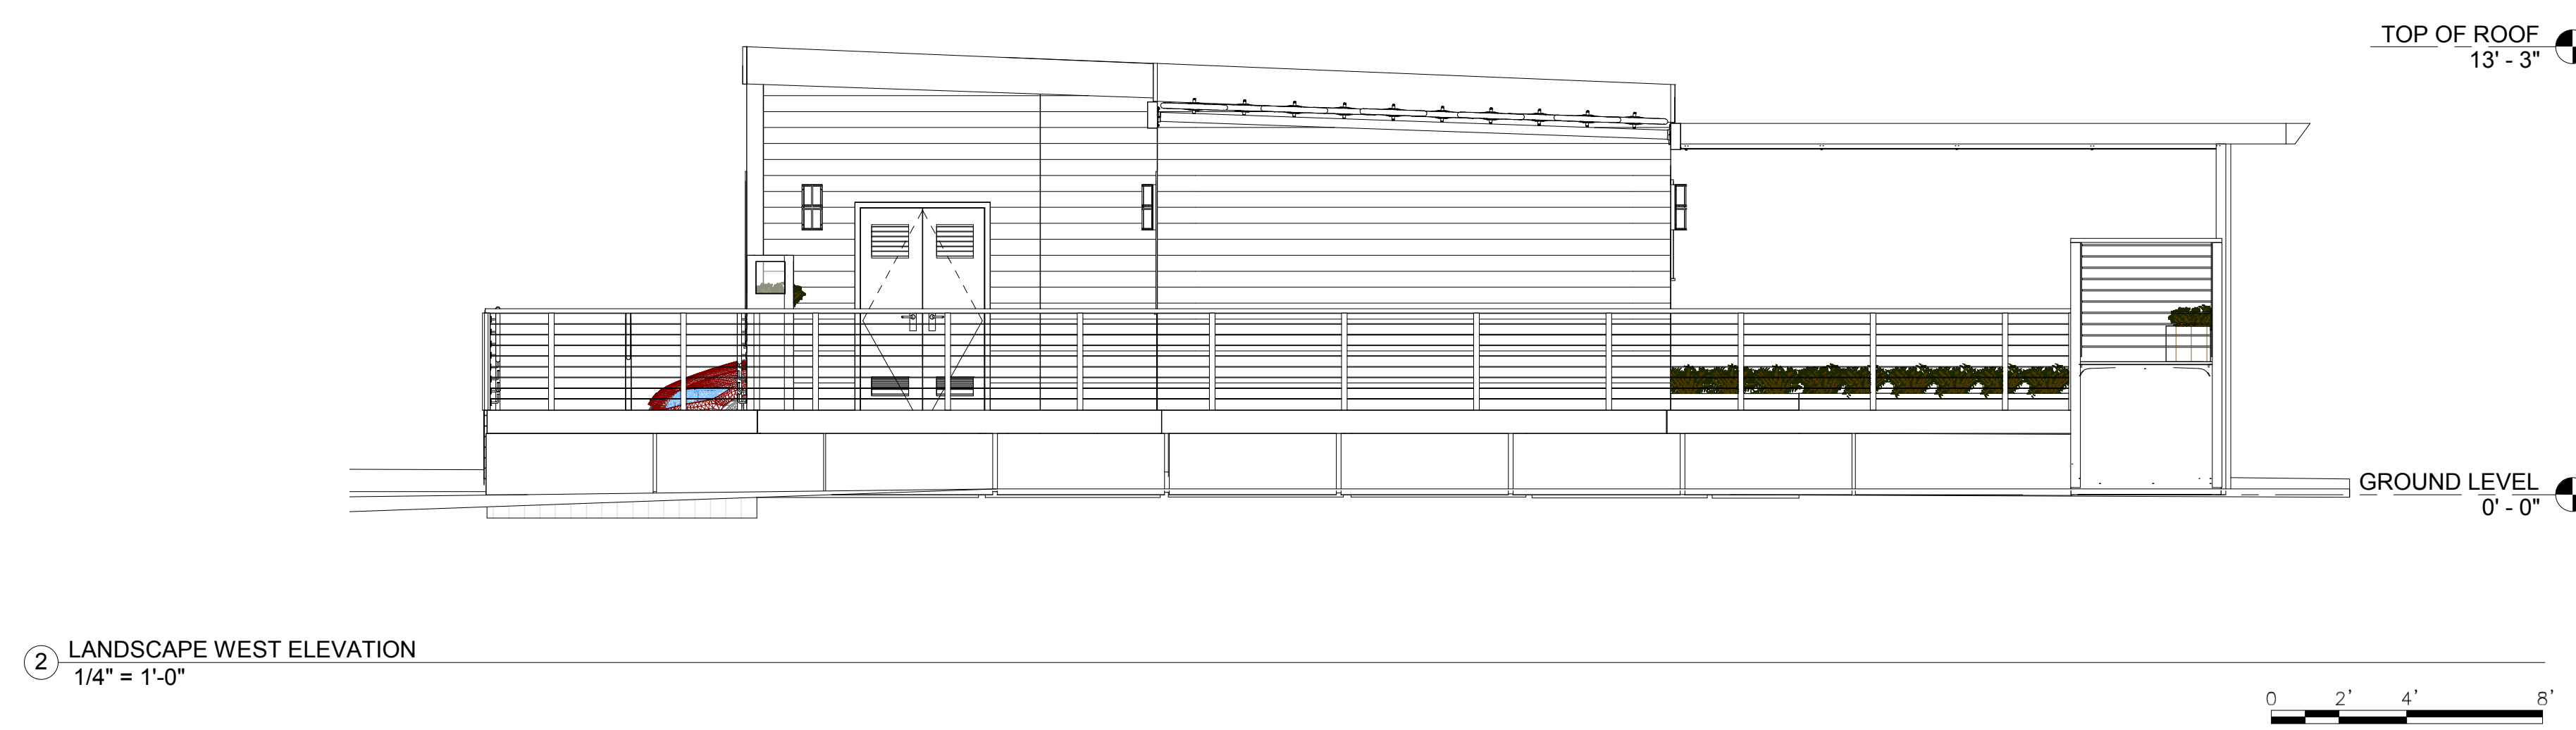 TOP OF ROOF
13' - 3"
GROUND LEVEL
0' - 0"
2 LANDSCAPE WEST ELEVATION
1/4" = 1'-0"
0 2' 4' 8'